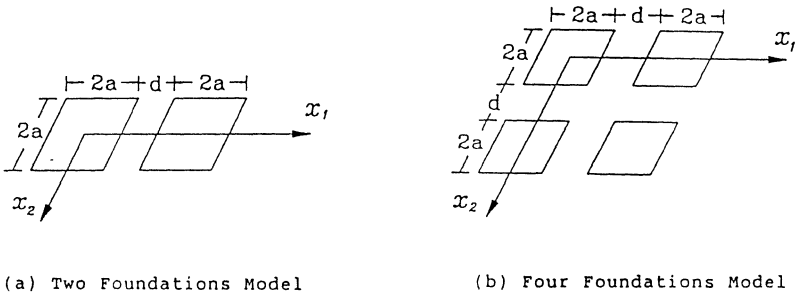 2a d 2a
2a
x₁
x₂
2a d 2a
2a
d
2a
x₁
x₂
(a) Two Foundations Model
(b) Four Foundations Model